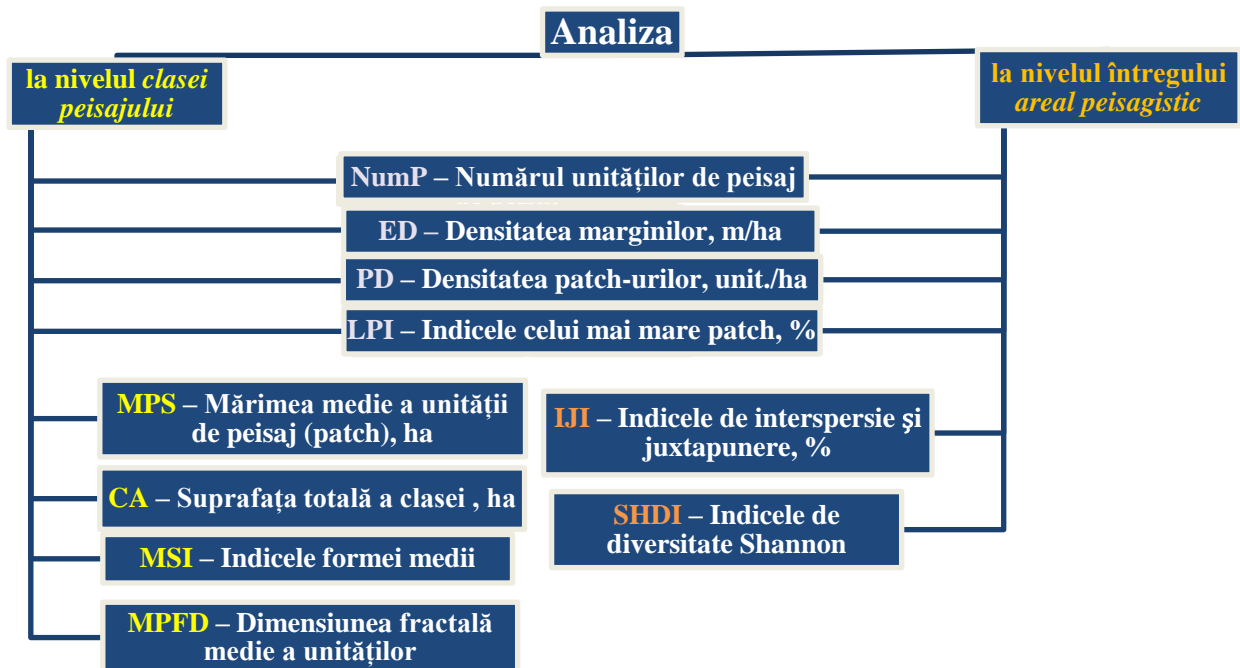 Analiza
la nivelul clasei
peisajului
la nivelul întregului
areal peisagistic
NumP – Numărul unităților de peisaj
ED – Densitatea marginilor, m/ha
PD – Densitatea patch-urilor, unit./ha
LPI – Indicele celui mai mare patch, %
MPS – Mărimea medie a unității
de peisaj (patch), ha
CA – Suprafața totală a clasei , ha
MSI – Indicele formei medii
MPFD – Dimensiunea fractală
medie a unităților
IJI – Indicele de interspersie şi
juxtapunere, %
SHDI – Indicele de
diversitate Shannon